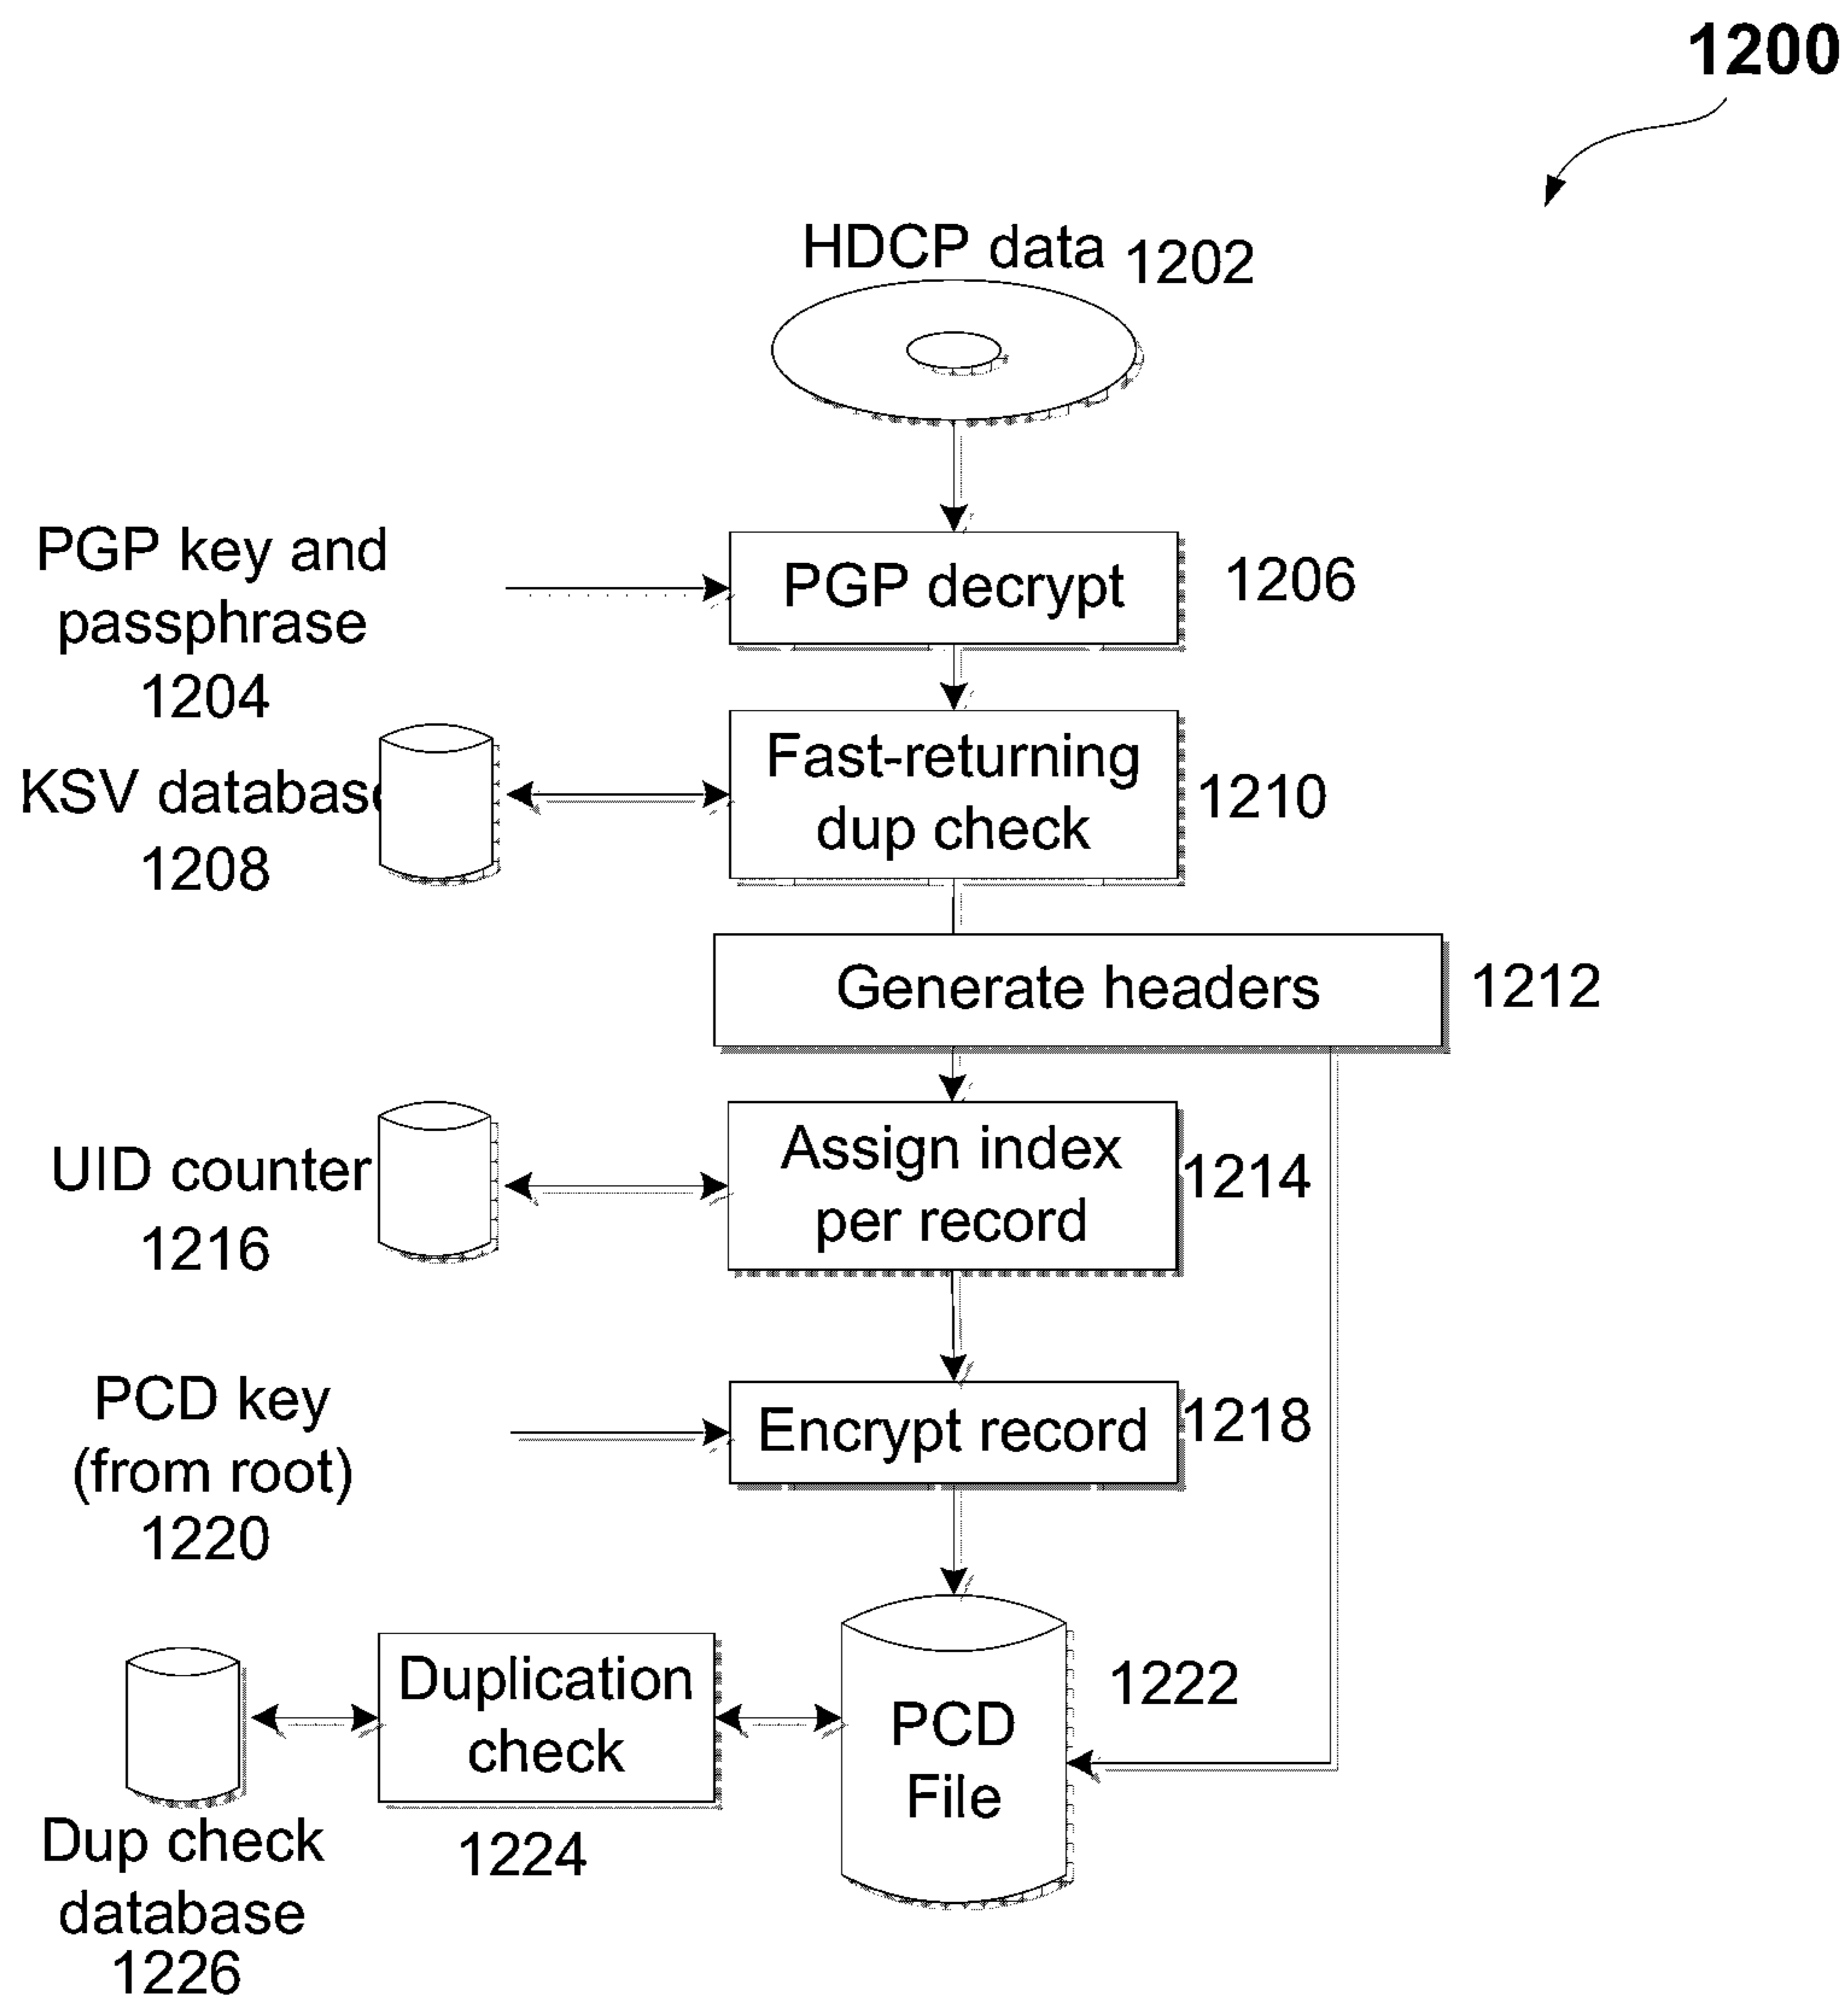 1200
HDCP data 1202
PGP key and
passphrase
1204
PGP decrypt
1206
KSV databas
1208
Fast-returning
dup check
1210
Generate headers
1212
UID counter
1216
Assign index
per record
1214
PCD key
(from root)
1220
Encrypt record
1218
Dup check
database
1226
Duplication
check
1224
PCD
File
1222